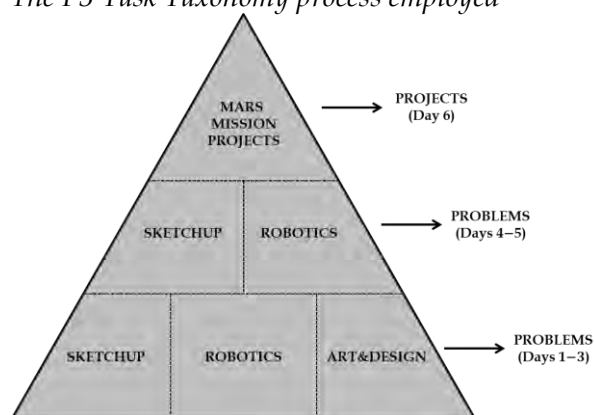 The P3 Task Taxonomy process employed
MARS
MISSION
PROJECTS
PROJECTS
(Day 6)
SKETCHUP
ROBOTICS
PROBLEMS
(Days 4–5)
SKETCHUP
ROBOTICS
ART&DESIGN
PROBLEMS
(Days 1–3)